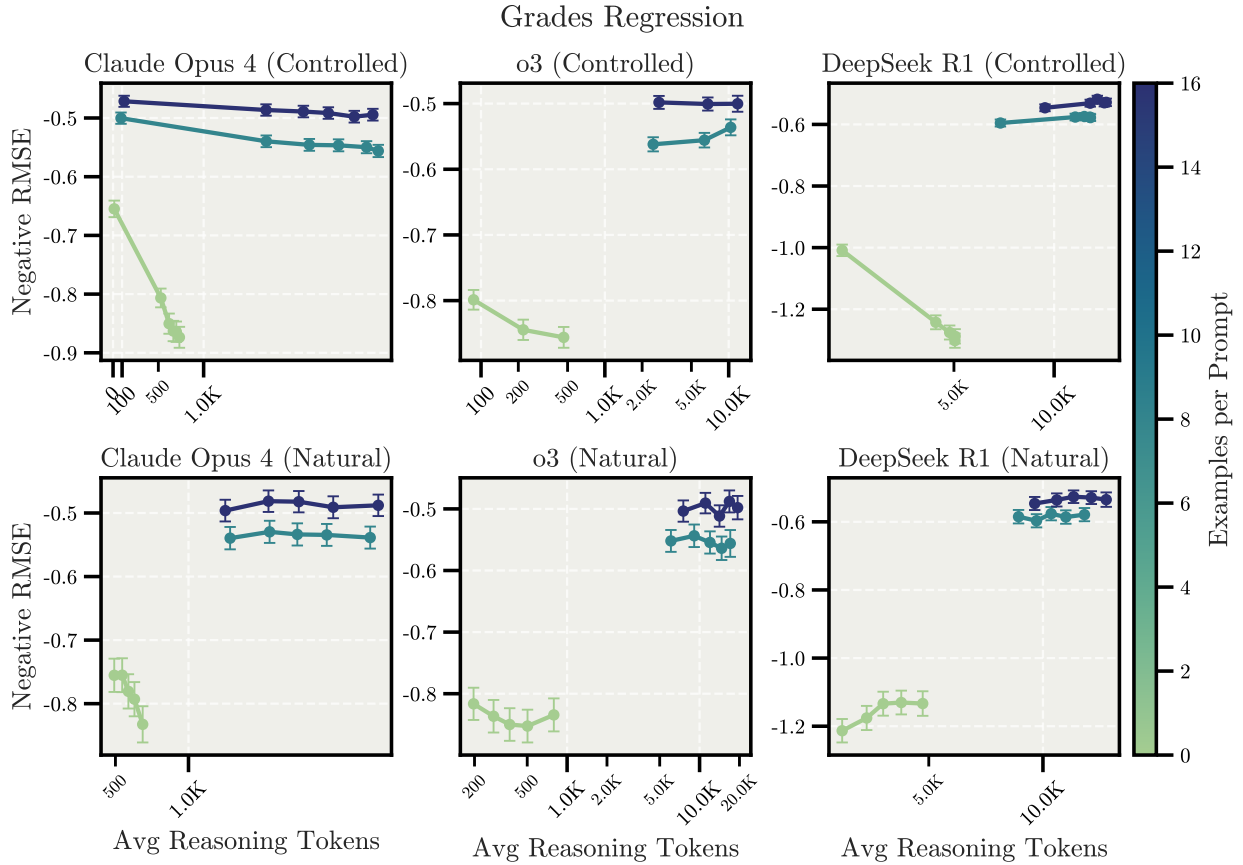 Grades Regression
Claude Opus 4 (Controlled)
o3 (Controlled)
DeepSeek R1 (Controlled)
Negative RMSE
-0.5
-0.6
-0.7
-0.8
-0.9
0
100
500
1.0K
-0.5
-0.6
-0.8
100
200
500
1.0K
2.0K
5.0K
10.0K
-0.6
-0.8
-1.0
-1.2
5.0K
10.0K
Claude Opus 4 (Natural)
o3 (Natural)
DeepSeek R1 (Natural)
Negative RMSE
-0.5
-0.6
-0.7
-0.8
500
1.0K
Avg Reasoning Tokens
-0.5
-0.6
-0.8
200
500
1.0K
2.0K
5.0K
10.0K
20.0K
Avg Reasoning Tokens
-0.6
-0.8
-1.0
-1.2
5.0K
10.0K
Avg Reasoning Tokens
16
14
12
10
8
6
4
2
0
Examples per Prompt